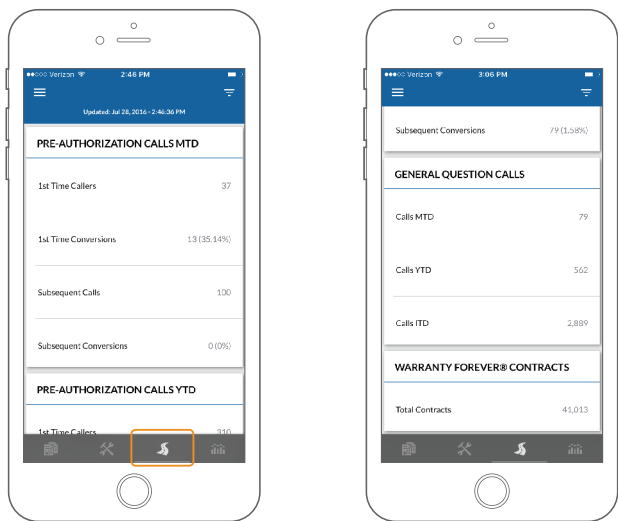 ●●○○○ Verizon 2:46 PM
Updated: Jul 28, 2016 - 2:46:36 PM
PRE-AUTHORIZATION CALLS MTD
1st Time Callers 37
1st Time Conversions 13 (35.14%)
Subsequent Calls 100
Subsequent Conversions 0 (0%)
PRE-AUTHORIZATION CALLS YTD
1st Time Callers 310
●●●○○ Verizon 3:06 PM
Subsequent Conversions 79 (1.58%)
GENERAL QUESTION CALLS
Calls MTD 79
Calls YTD 562
Calls ITD 2,889
WARRANTY FOREVER® CONTRACTS
Total Contracts 41,013